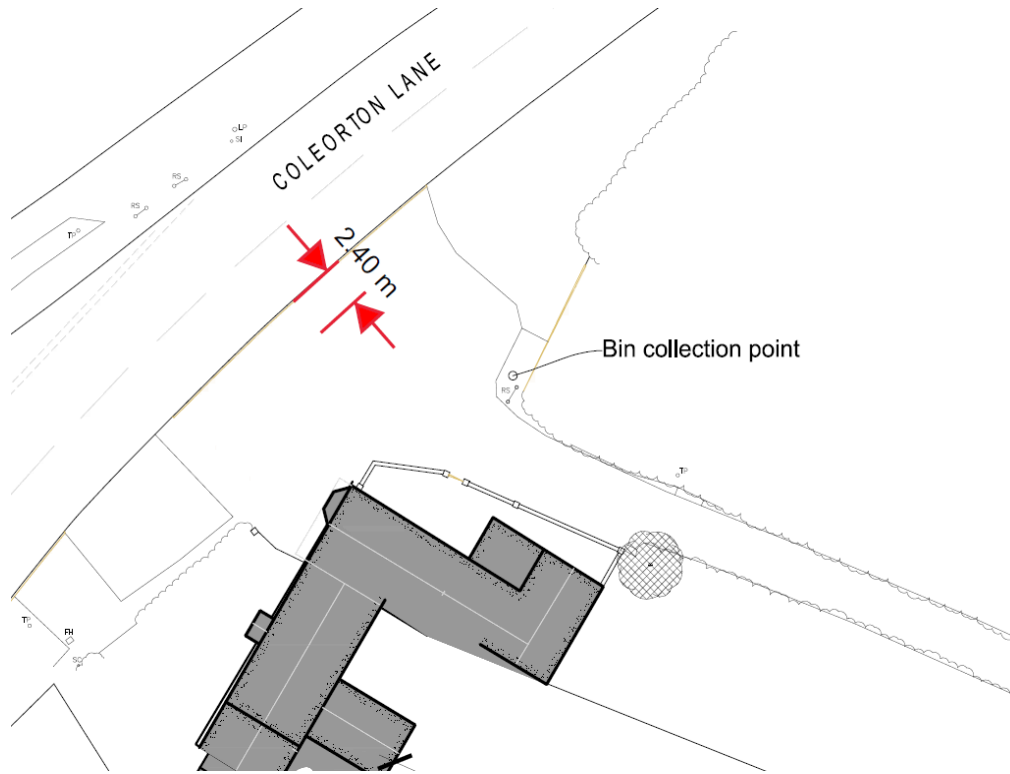 LP
SI
COLEORTON LANE
RS
RS
TP
2.40 m
Bin collection point
RS
TP
TP
FH
SC